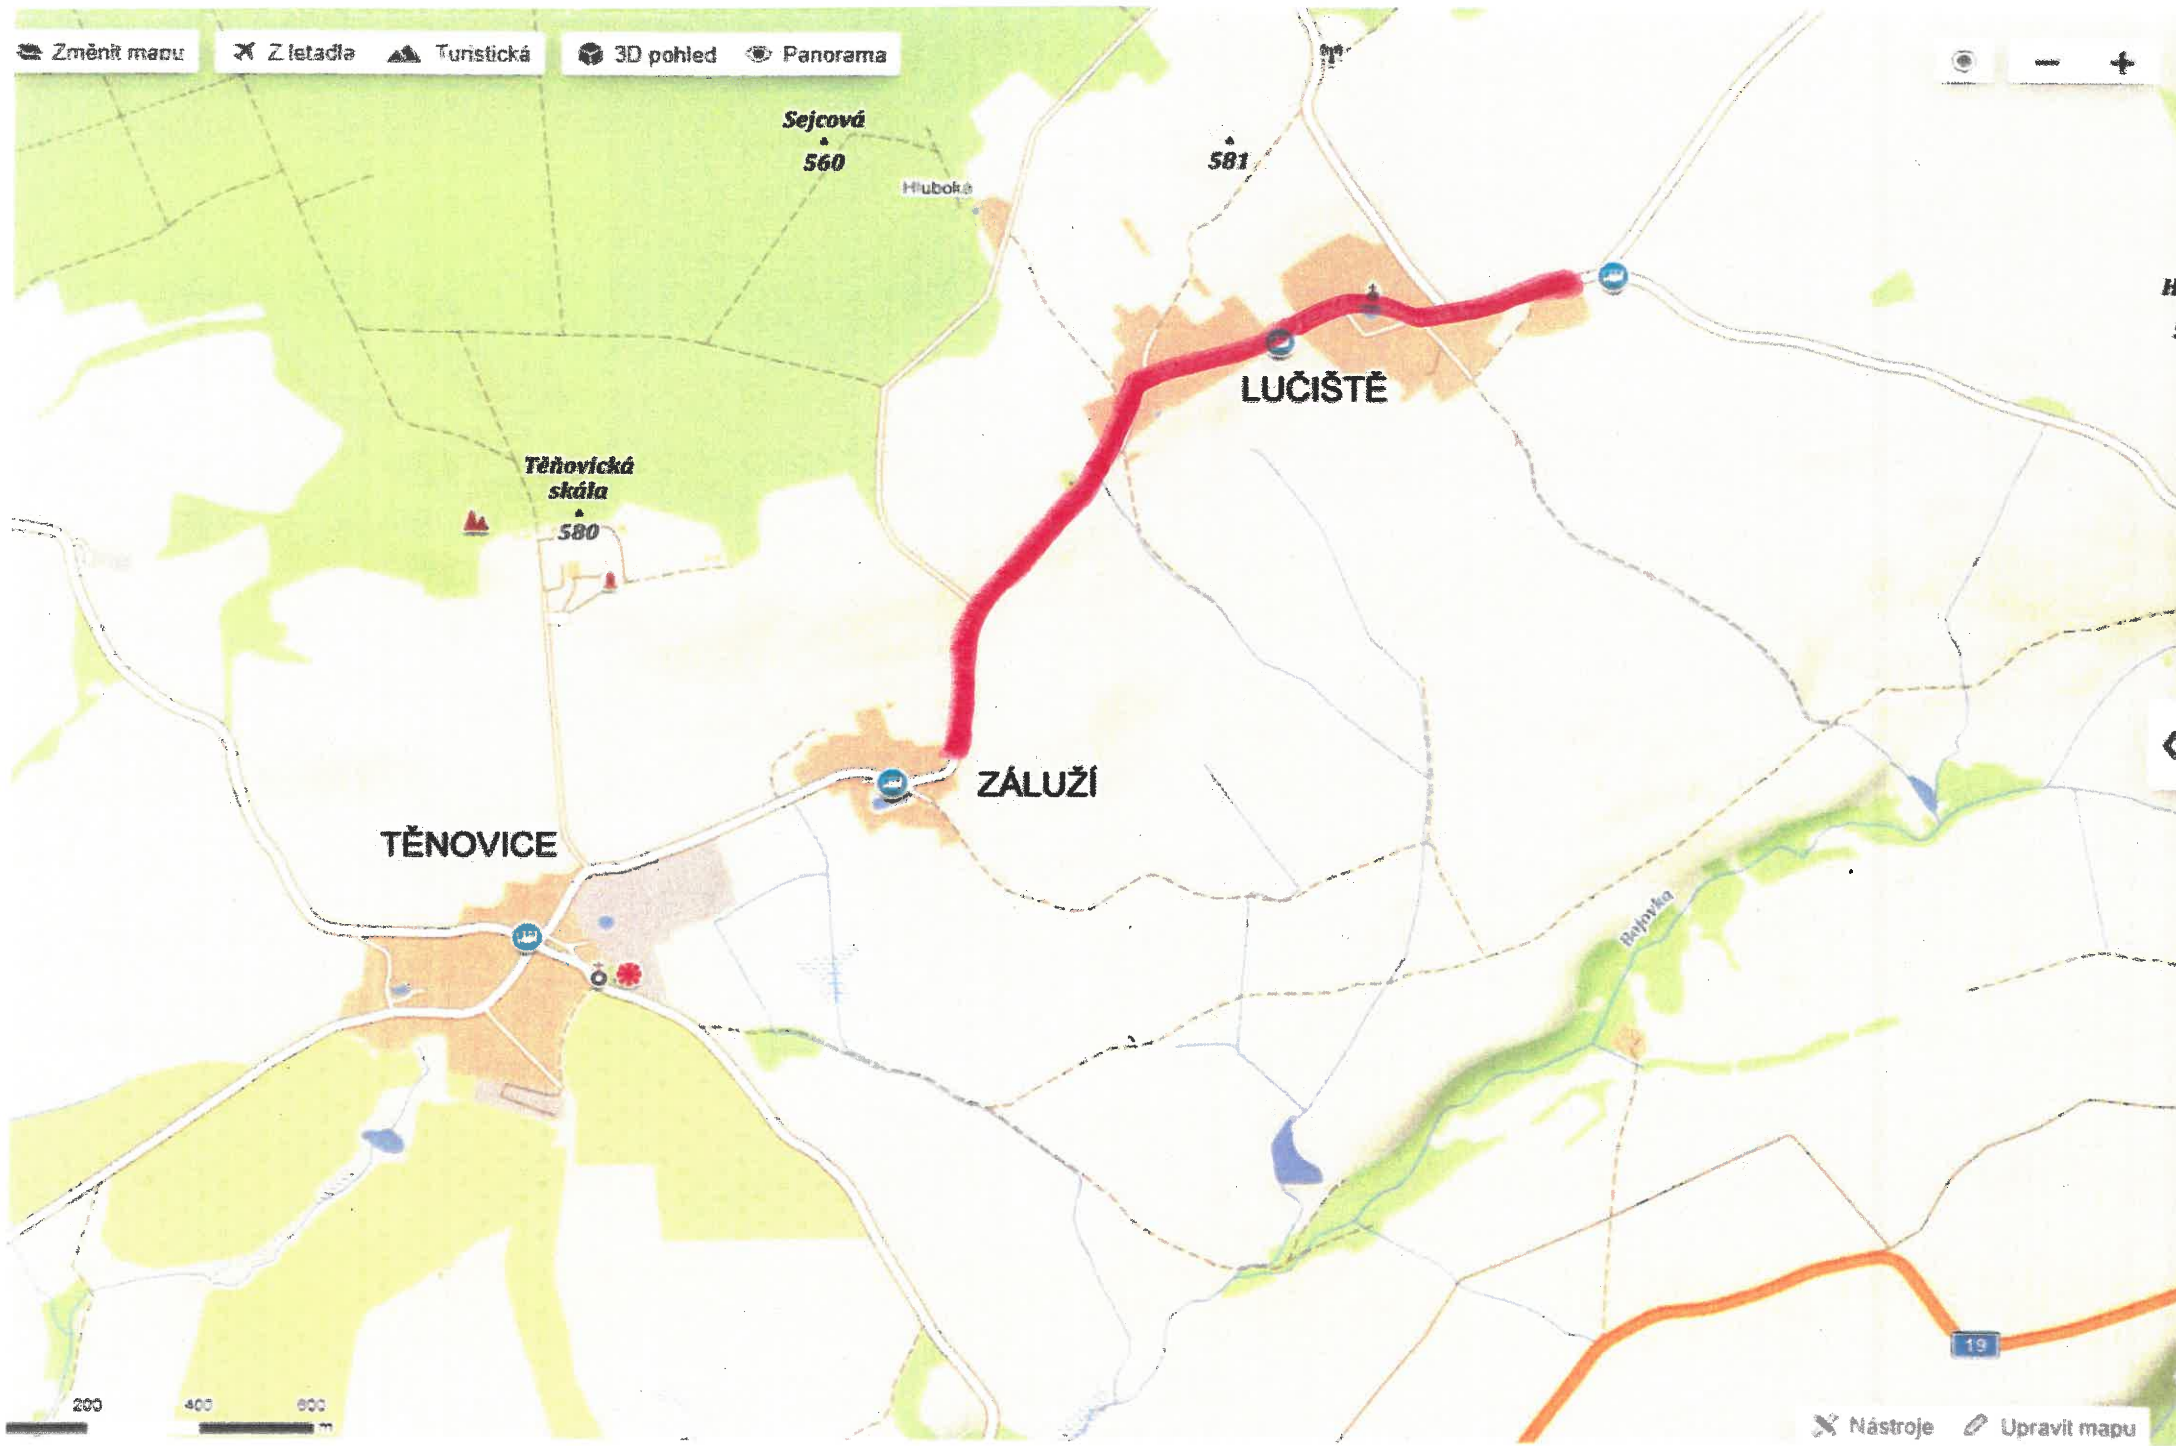 Změnit mapu
Z letadla
Turistická
3D pohled
Panorama
Sejcová
560
581
Hluboká
LUČIŠTĚ
Těňovická
skála
580
ZÁLUŽÍ
TĚNOVICE
Bojovka
19
200
400
600
m
Nástroje
Upravit mapu